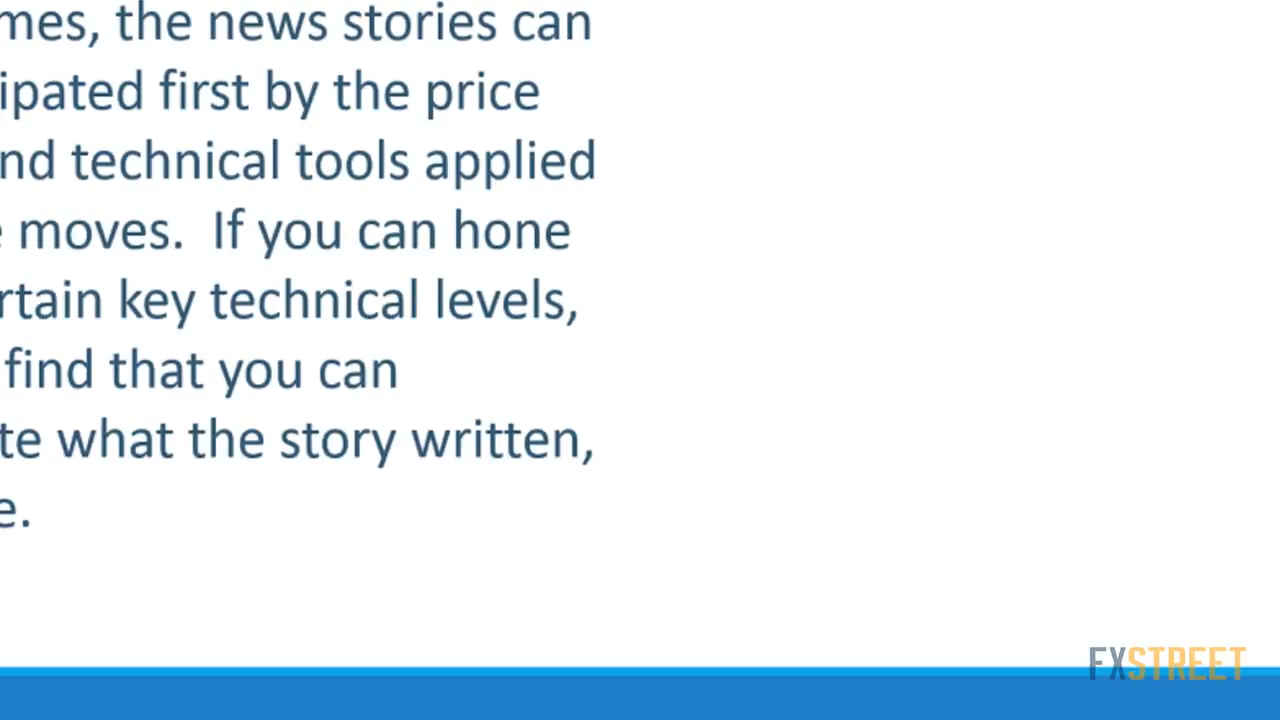 mes, the news stories can
ipated first by the price
nd technical tools applied
e moves.  If you can hone
rtain key technical levels,
find that you can
te what the story written,
e.
FXSTREET